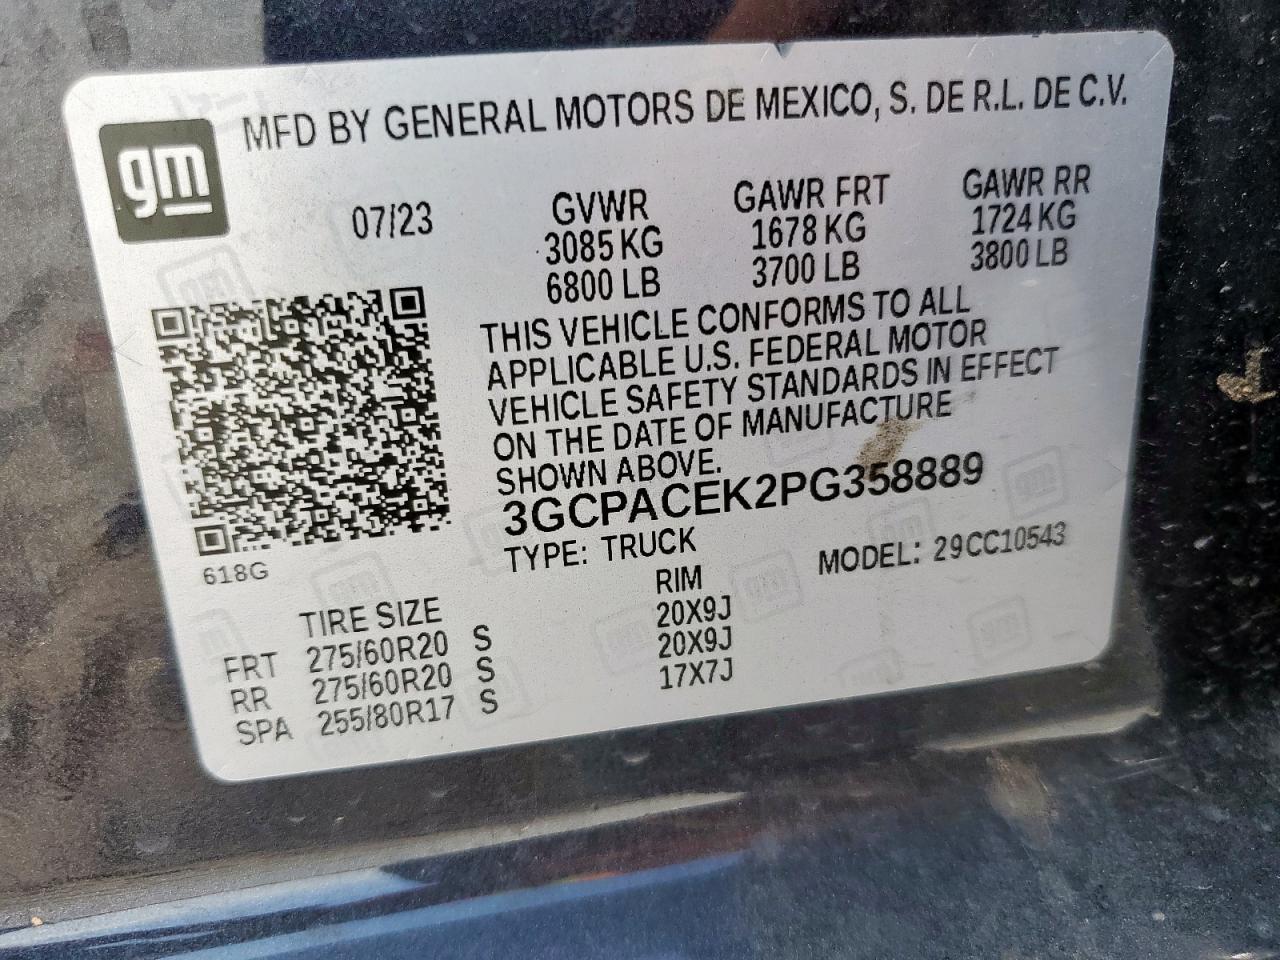 gm
MFD BY GENERAL MOTORS DE MEXICO, S. DE R.L. DE C.V.
07/23
GVWR
3085 KG
6800 LB
GAWR FRT
1678 KG
3700 LB
GAWR RR
1724 KG
3800 LB
THIS VEHICLE CONFORMS TO ALL
APPLICABLE U.S. FEDERAL MOTOR
VEHICLE SAFETY STANDARDS IN EFFECT
ON THE DATE OF MANUFACTURE
SHOWN ABOVE.
3GCPACEK2PG358889
TYPE: TRUCK
MODEL: 29CC10543
618G
TIRE SIZE RIM
FRT 275/60R20 S 20X9J
RR 275/60R20 S 20X9J
SPA 255/80R17 S 17X7J